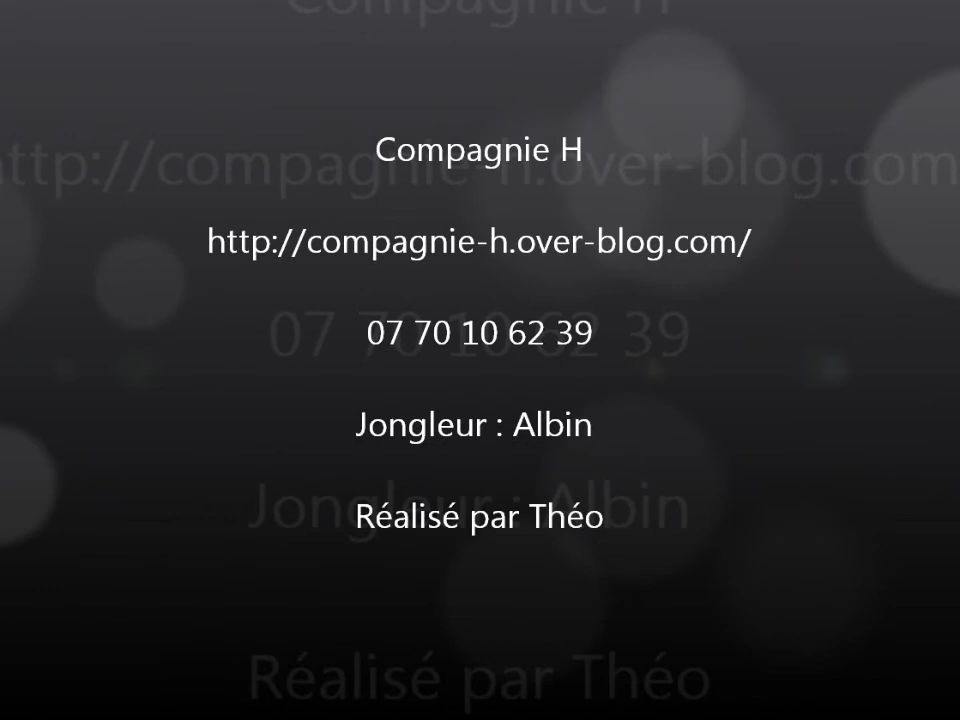 Compagnie H
http://compagnie-h.over-blog.com/
07 70 10 62 39
Jongleur : Albin
Réalisé par Théo